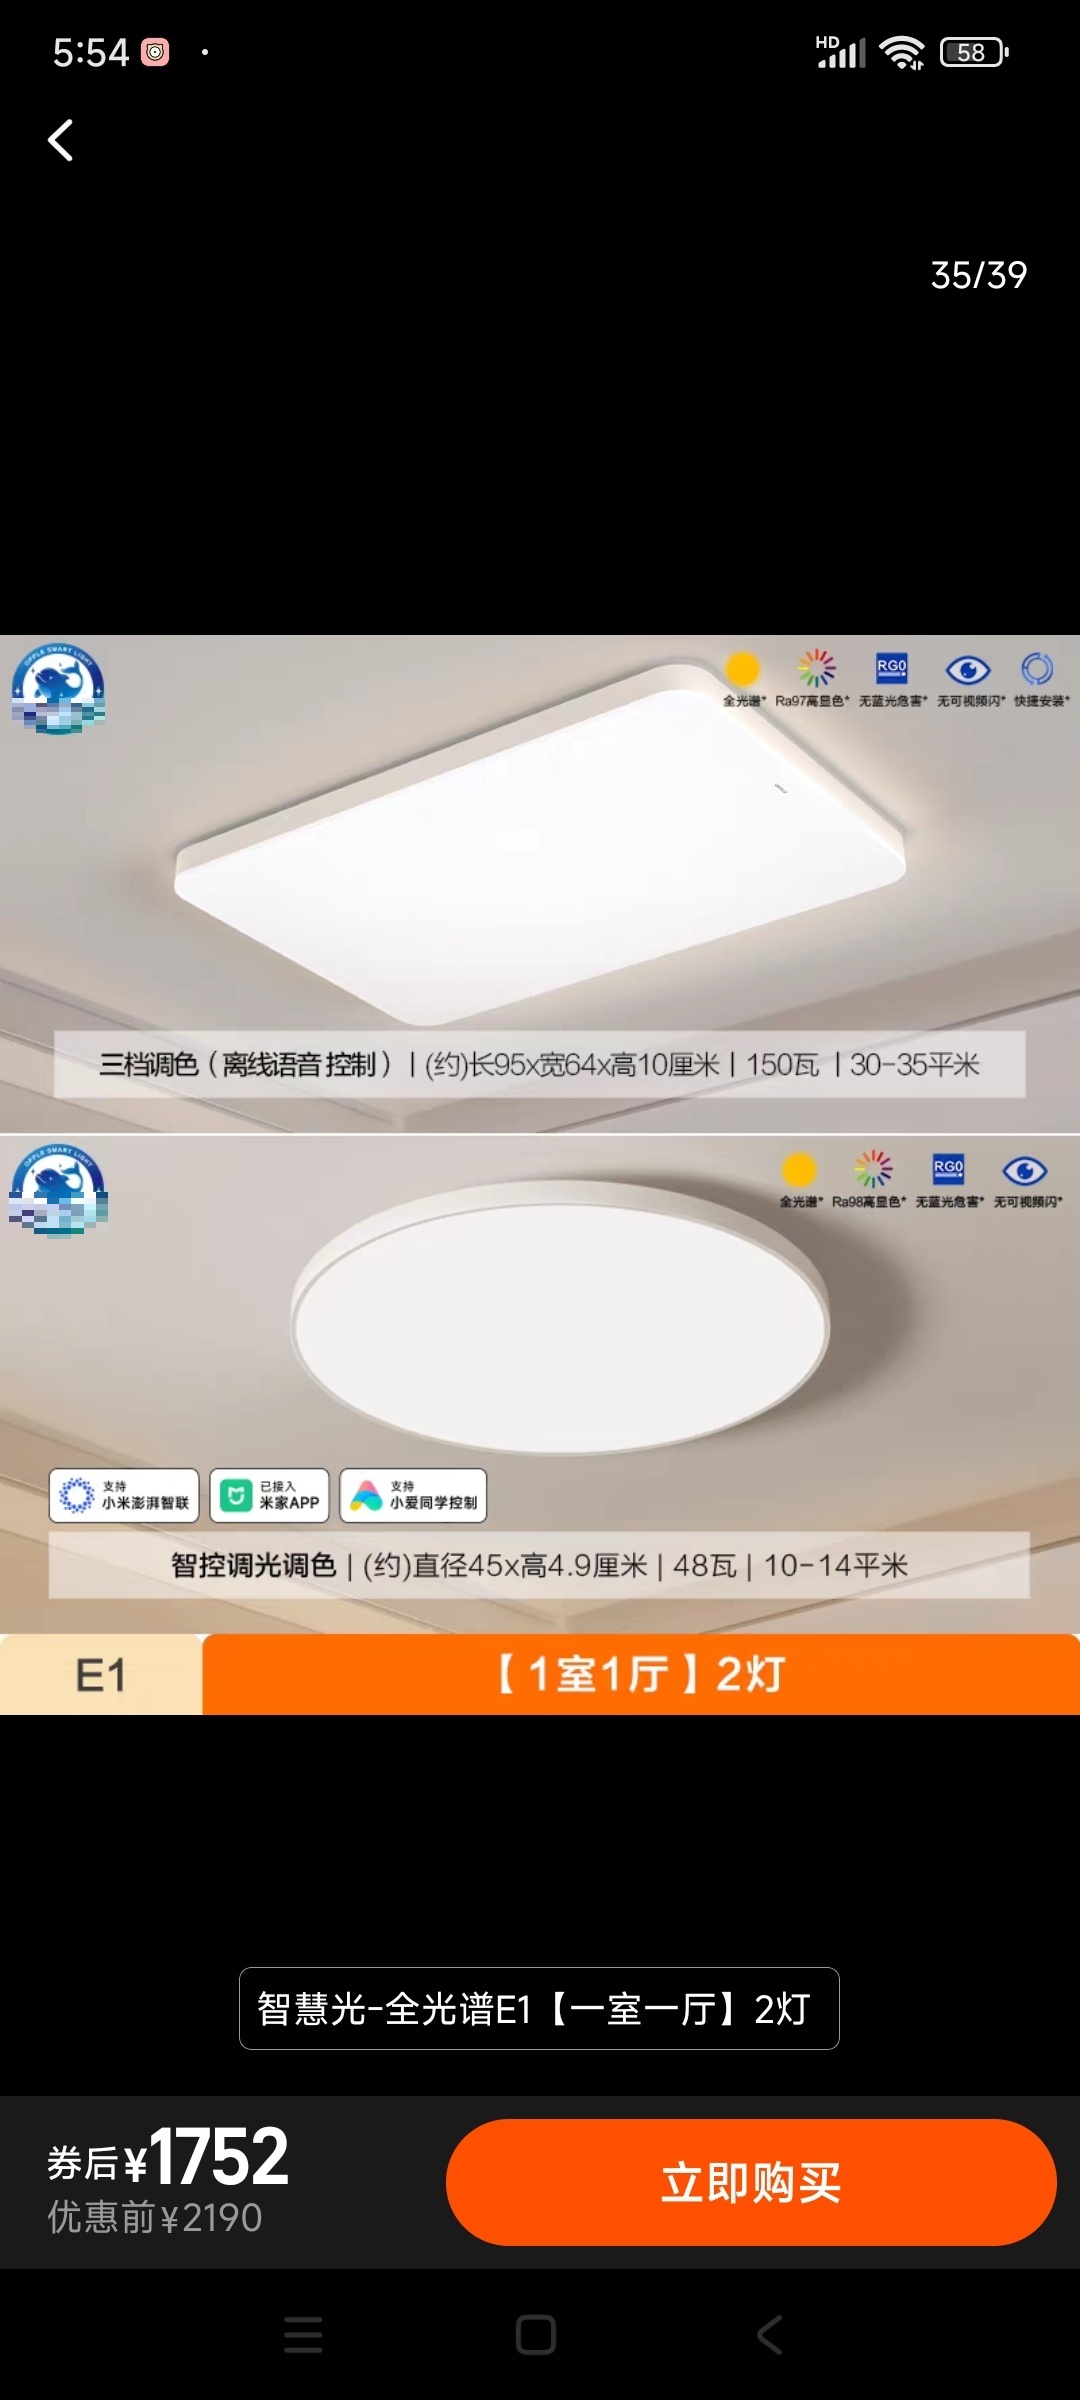 5:54
HD
58
35/39
OPPLE SMART LIGHT
RG0
全光谱* Ra97高显色* 无蓝光危害* 无可视频闪* 快捷安装*
三档调色（离线语音控制）|(约)长95x宽64x高10厘米|150瓦 |30-35平米
OPPLE SMART LIGHT
RG0
全光谱* Ra98高显色* 无蓝光危害* 无可视频闪*
支持
小米澎湃智联
已接入
米家APP
支持
小爱同学控制
智控调光调色|(约)直径45x高4.9厘米|48瓦|10-14平米
E1
【1室1厅】2灯
智慧光-全光谱E1【一室一厅】2灯
券后¥1752
优惠前¥2190
立即购买